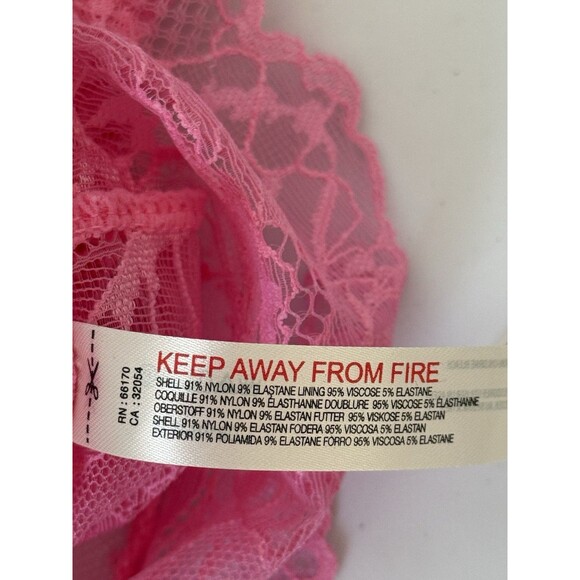 RN : 66170
CA : 32054
KEEP AWAY FROM FIRE
SHELL 91% NYLON 9% ELASTANE LINING 95% VISCOSE 5% ELASTANE
COQUILLE 91% NYLON 9% ÉLASTHANNE DOUBLURE 95% VISCOSE 5% ÉLASTHANNE
OBERSTOFF 91% NYLON 9% ELASTAN FUTTER 95% VISKOSE 5% ELASTAN
SHELL 91% NYLON 9% ELASTAN FODERA 95% VISCOSA 5% ELASTAN
EXTERIOR 91% POLIAMIDA 9% ELASTANE FORRO 95% VISCOSA 5% ELASTANE